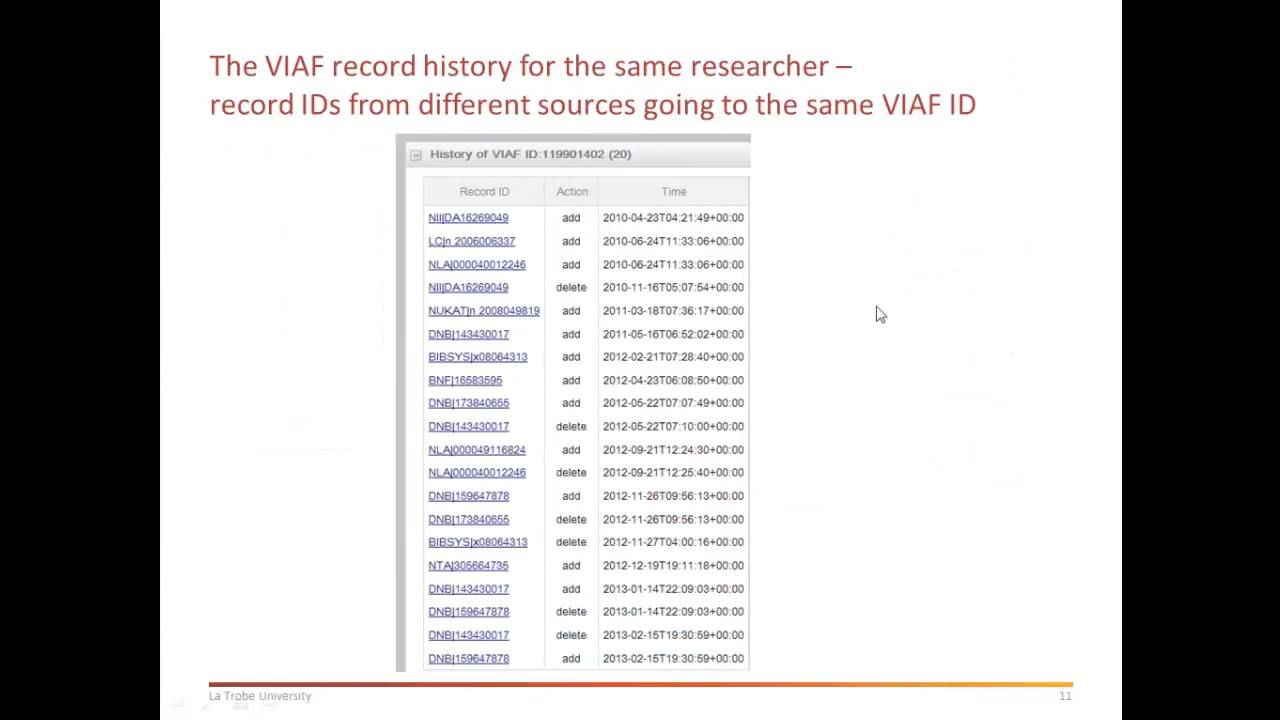 The VIAF record history for the same researcher –
record IDs from different sources going to the same VIAF ID
History of VIAF ID:119901402 (20)
Record ID Action Time
NII|DA16269049 add 2010-04-23T04:21:49+00:00
LC|n 2006006337 add 2010-06-24T11:33:06+00:00
NLA|000040012246 add 2010-06-24T11:33:06+00:00
NII|DA16269049 delete 2010-11-16T05:07:54+00:00
NUKAT|n 2008049819 add 2011-03-18T07:36:17+00:00
DNB|143430017 add 2011-05-16T06:52:02+00:00
BIBSYS|x08064313 add 2012-02-21T07:28:40+00:00
BNF|16583595 add 2012-04-23T06:08:50+00:00
DNB|173840655 add 2012-05-22T07:07:49+00:00
DNB|143430017 delete 2012-05-22T07:10:00+00:00
NLA|000049116824 add 2012-09-21T12:24:30+00:00
NLA|000040012246 delete 2012-09-21T12:25:40+00:00
DNB|159647878 add 2012-11-26T09:56:13+00:00
DNB|173840655 delete 2012-11-26T09:56:13+00:00
BIBSYS|x08064313 delete 2012-11-27T04:00:16+00:00
NTA|305664735 add 2012-12-19T19:11:18+00:00
DNB|143430017 add 2013-01-14T22:09:03+00:00
DNB|159647878 delete 2013-01-14T22:09:03+00:00
DNB|143430017 delete 2013-02-15T19:30:59+00:00
DNB|159647878 add 2013-02-15T19:30:59+00:00
La Trobe University 11